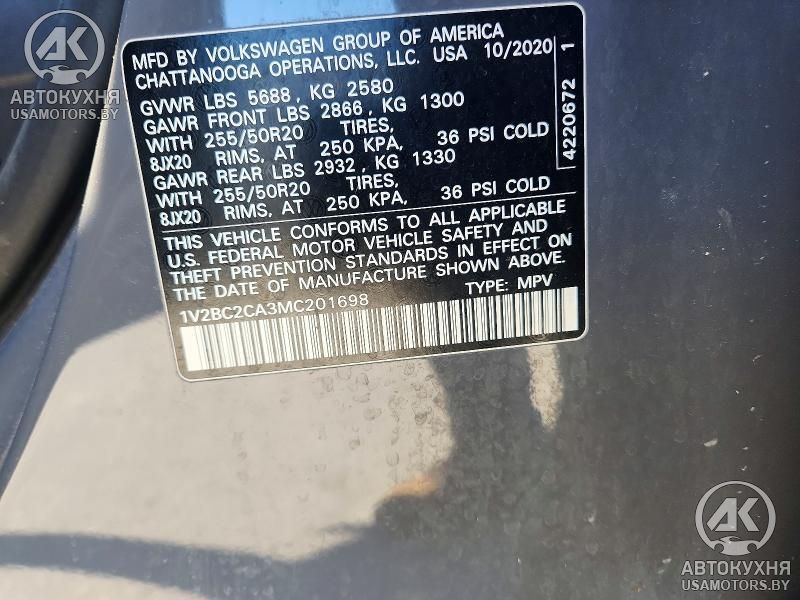 AK
АВТОКУХНЯ
USAMOTORS.BY
MFD BY VOLKSWAGEN GROUP OF AMERICA
CHATTANOOGA OPERATIONS, LLC. USA 10/2020
GVWR LBS 5688, KG 2580
GAWR FRONT LBS 2866, KG 1300
WITH 255/50R20 TIRES,
8JX20 RIMS, AT 250 KPA, 36 PSI COLD
GAWR REAR LBS 2932, KG 1330
WITH 255/50R20 TIRES,
8JX20 RIMS, AT 250 KPA, 36 PSI COLD
THIS VEHICLE CONFORMS TO ALL APPLICABLE
U.S. FEDERAL MOTOR VEHICLE SAFETY AND
THEFT PREVENTION STANDARDS IN EFFECT ON
THE DATE OF MANUFACTURE SHOWN ABOVE.
1V2BC2CA3MC201698 TYPE: MPV
4220672 1
AK
АВТОКУХНЯ
USAMOTORS.BY